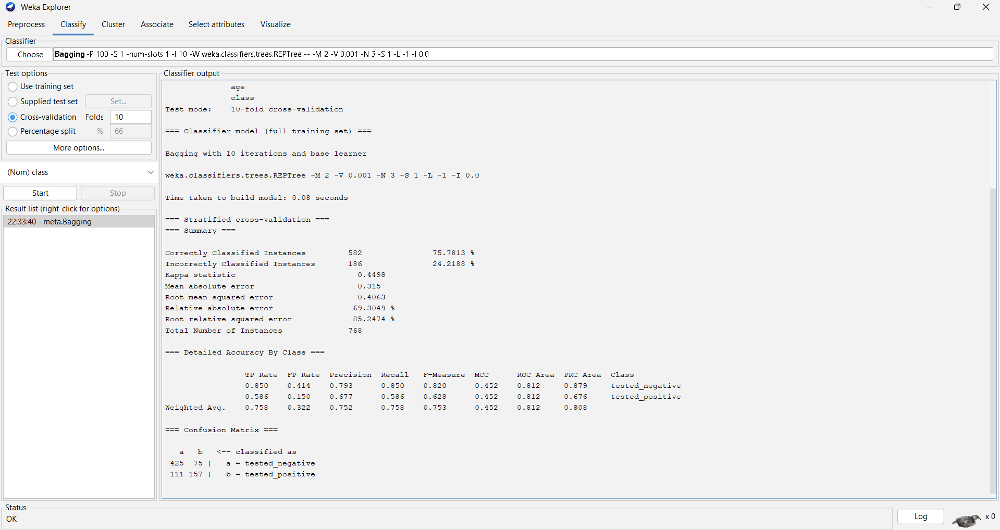 Weka Explorer
Preprocess Classify Cluster Associate Select attributes Visualize
Classifier
Choose Bagging -P 100 -S 1 -num-slots 1 -I 10 -W weka.classifiers.trees.REPTree -- -M 2 -V 0.001 -N 3 -S 1 -L -1 -I 0.0
Test options
Use training set
Supplied test set Set...
Cross-validation Folds 10
Percentage split % 66
More options...
(Nom) class
Start Stop
Result list (right-click for options)
22:33:40 - meta.Bagging
Classifier output
age
class
Test mode: 10-fold cross-validation
=== Classifier model (full training set) ===
Bagging with 10 iterations and base learner
weka.classifiers.trees.REPTree -M 2 -V 0.001 -N 3 -S 1 -L -1 -I 0.0
Time taken to build model: 0.08 seconds
=== Stratified cross-validation ===
=== Summary ===
Correctly Classified Instances 582 75.7813 %
Incorrectly Classified Instances 186 24.2188 %
Kappa statistic 0.4498
Mean absolute error 0.315
Root mean squared error 0.4063
Relative absolute error 69.3049 %
Root relative squared error 85.2474 %
Total Number of Instances 768
=== Detailed Accuracy By Class ===
TP Rate FP Rate Precision Recall F-Measure MCC ROC Area PRC Area Class
0.850 0.414 0.793 0.850 0.820 0.452 0.812 0.879 tested_negative
0.586 0.150 0.677 0.586 0.628 0.452 0.812 0.676 tested_positive
Weighted Avg. 0.758 0.322 0.752 0.758 0.753 0.452 0.812 0.808
=== Confusion Matrix ===
a b <-- classified as
425 75 | a = tested_negative
111 157 | b = tested_positive
Status
OK
Log x 0